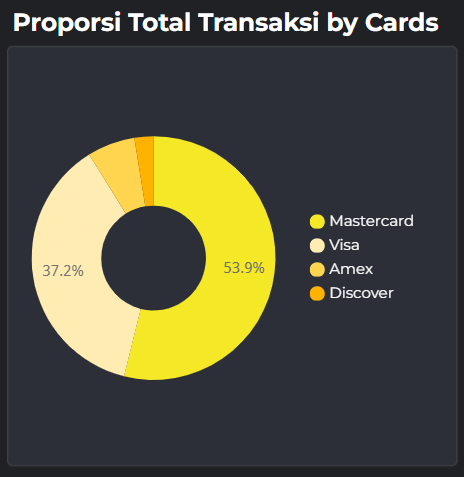 Proporsi Total Transaksi by Cards
37.2%
53.9%
Mastercard
Visa
Amex
Discover